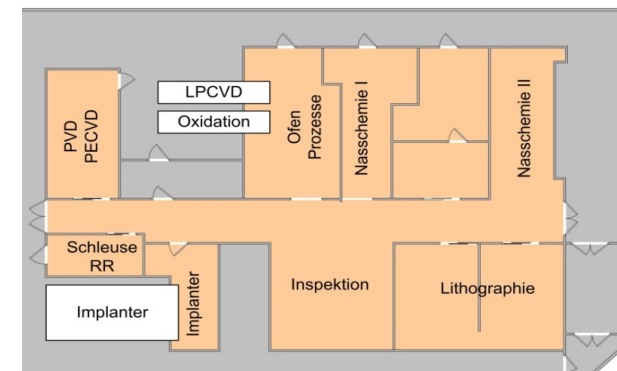 LPCVD
Oxidation
PVD
PECVD
Ofen
Prozesse
Nasschemie I
Nasschemie II
Schleuse
RR
Implanter
Implanter
Inspektion
Lithographie